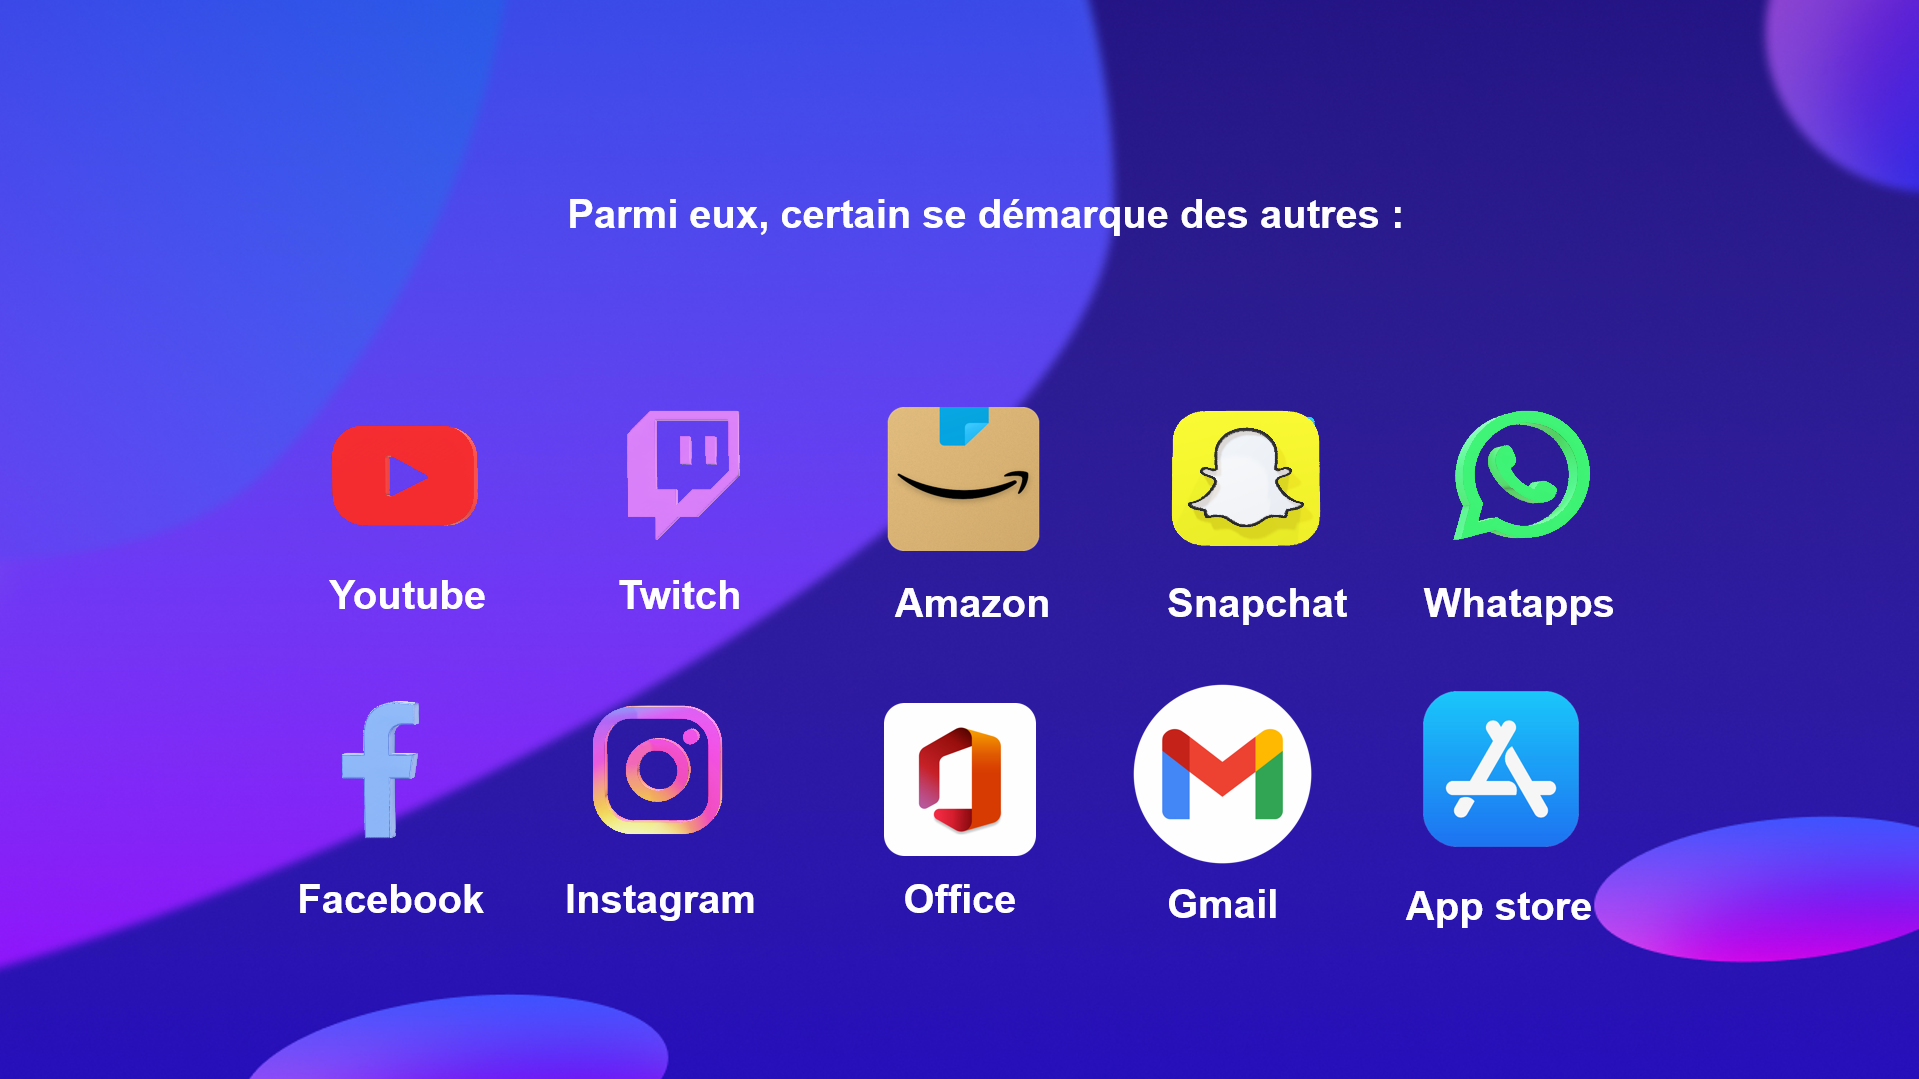 Parmi eux, certain se démarque des autres :
Youtube
Twitch
Amazon
Snapchat
Whatapps
Facebook
Instagram
Office
Gmail
App store